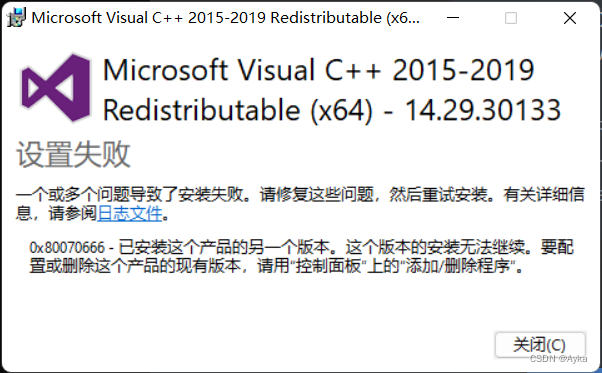 Microsoft Visual C++ 2015-2019 Redistributable (x6...
Microsoft Visual C++ 2015-2019
Redistributable (x64) - 14.29.30133
设置失败
一个或多个问题导致了安装失败。请修复这些问题，然后重试安装。有关详细信
息，请参阅日志文件。
0x80070666 - 已安装这个产品的另一个版本。这个版本的安装无法继续。要配
置或删除这个产品的现有版本，请用“控制面板”上的“添加/删除程序”。
关闭(C)
CSDN @Ayka